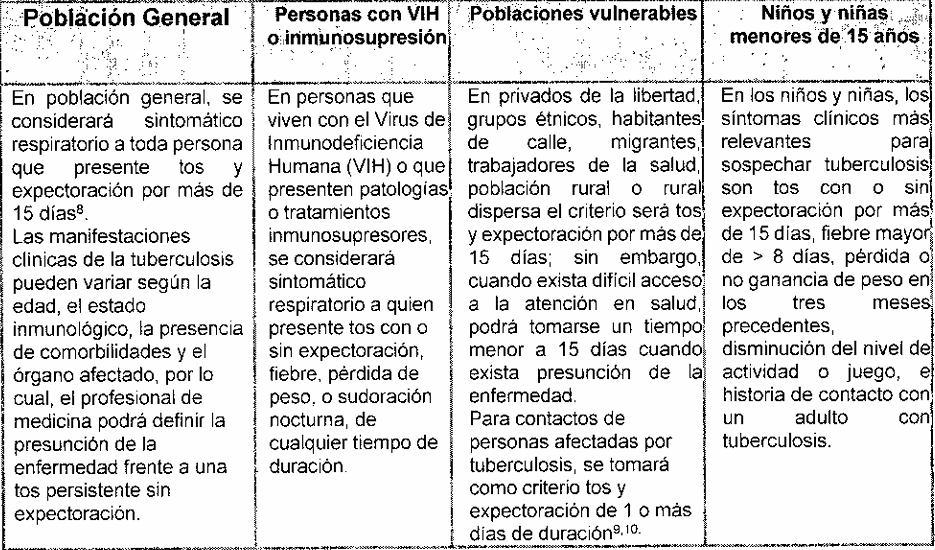 Población General
En población general, se
considerará sintomático
respiratorio a toda persona
que presente tos y
expectoración por más de
15 días⁸.
Las manifestaciones
clínicas de la tuberculosis
pueden variar según la
edad, el estado
inmunológico, la presencia
de comorbilidades y el
órgano afectado, por lo
cual, el profesional de
medicina podrá definir la
presunción de la
enfermedad frente a una
tos persistente sin
expectoración.
Personas con VIH
o inmunosupresión
En personas que
viven con el Virus de
Inmunodeficiencia
Humana (VIH) o que
presenten patologías
o tratamientos
inmunosupresores,
se considerará
sintomático
respiratorio a quien
presente tos con o
sin expectoración,
fiebre, pérdida de
peso, o sudoración
nocturna, de
cualquier tiempo de
duración.
Poblaciones vulnerables
En privados de la libertad,
grupos étnicos, habitantes
de calle, migrantes,
trabajadores de la salud,
población rural o rural
dispersa el criterio será tos
y expectoración por más de
15 días; sin embargo,
cuando exista difícil acceso
a la atención en salud,
podrá tomarse un tiempo
menor a 15 días cuando
exista presunción de la
enfermedad.
Para contactos de
personas afectadas por
tuberculosis, se tomará
como criterio tos y
expectoración de 1 o más
días de duración⁹,¹⁰.
Niños y niñas
menores de 15 años
En los niños y niñas, los
síntomas clínicos más
relevantes para
sospechar tuberculosis
son tos con o sin
expectoración por más
de 15 días, fiebre mayor
de > 8 días, pérdida o
no ganancia de peso en
los tres meses
precedentes,
disminución del nivel de
actividad o juego, e
historia de contacto con
un adulto con
tuberculosis.